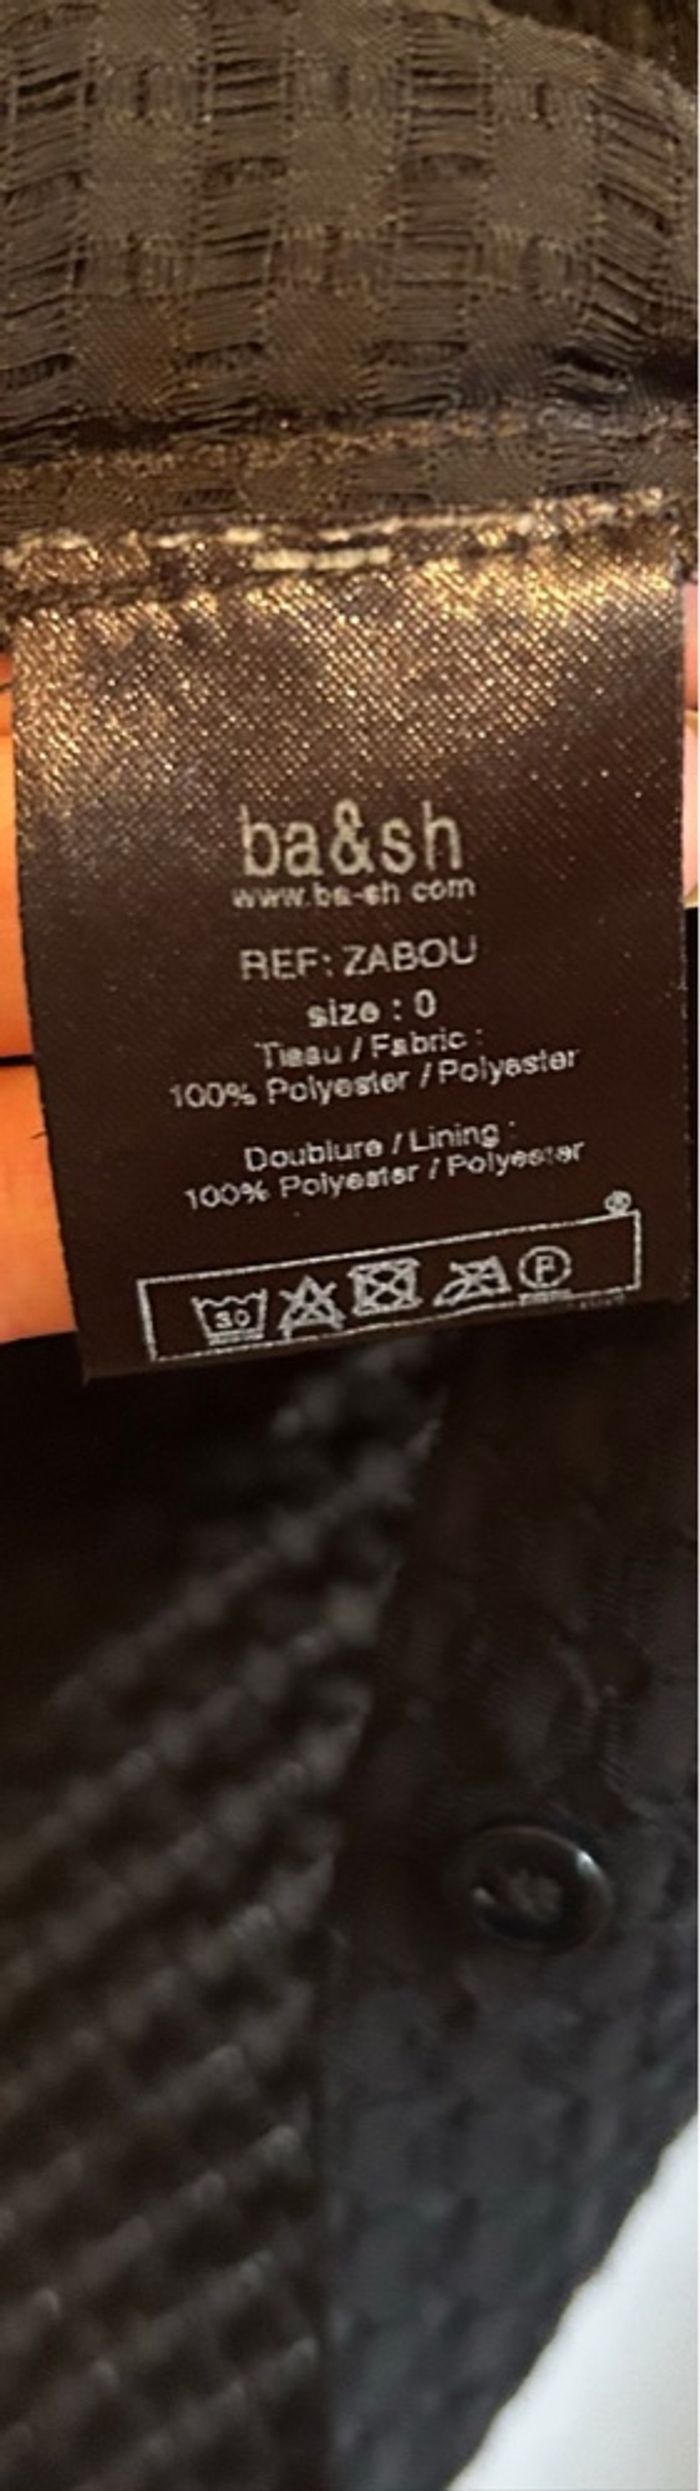 ba&sh
www.ba-sh.com
REF: ZABOU
size : 0
Tissu / Fabric :
100% Polyester / Polyester
Doublure / Lining :
100% Polyester / Polyester
®
30
P